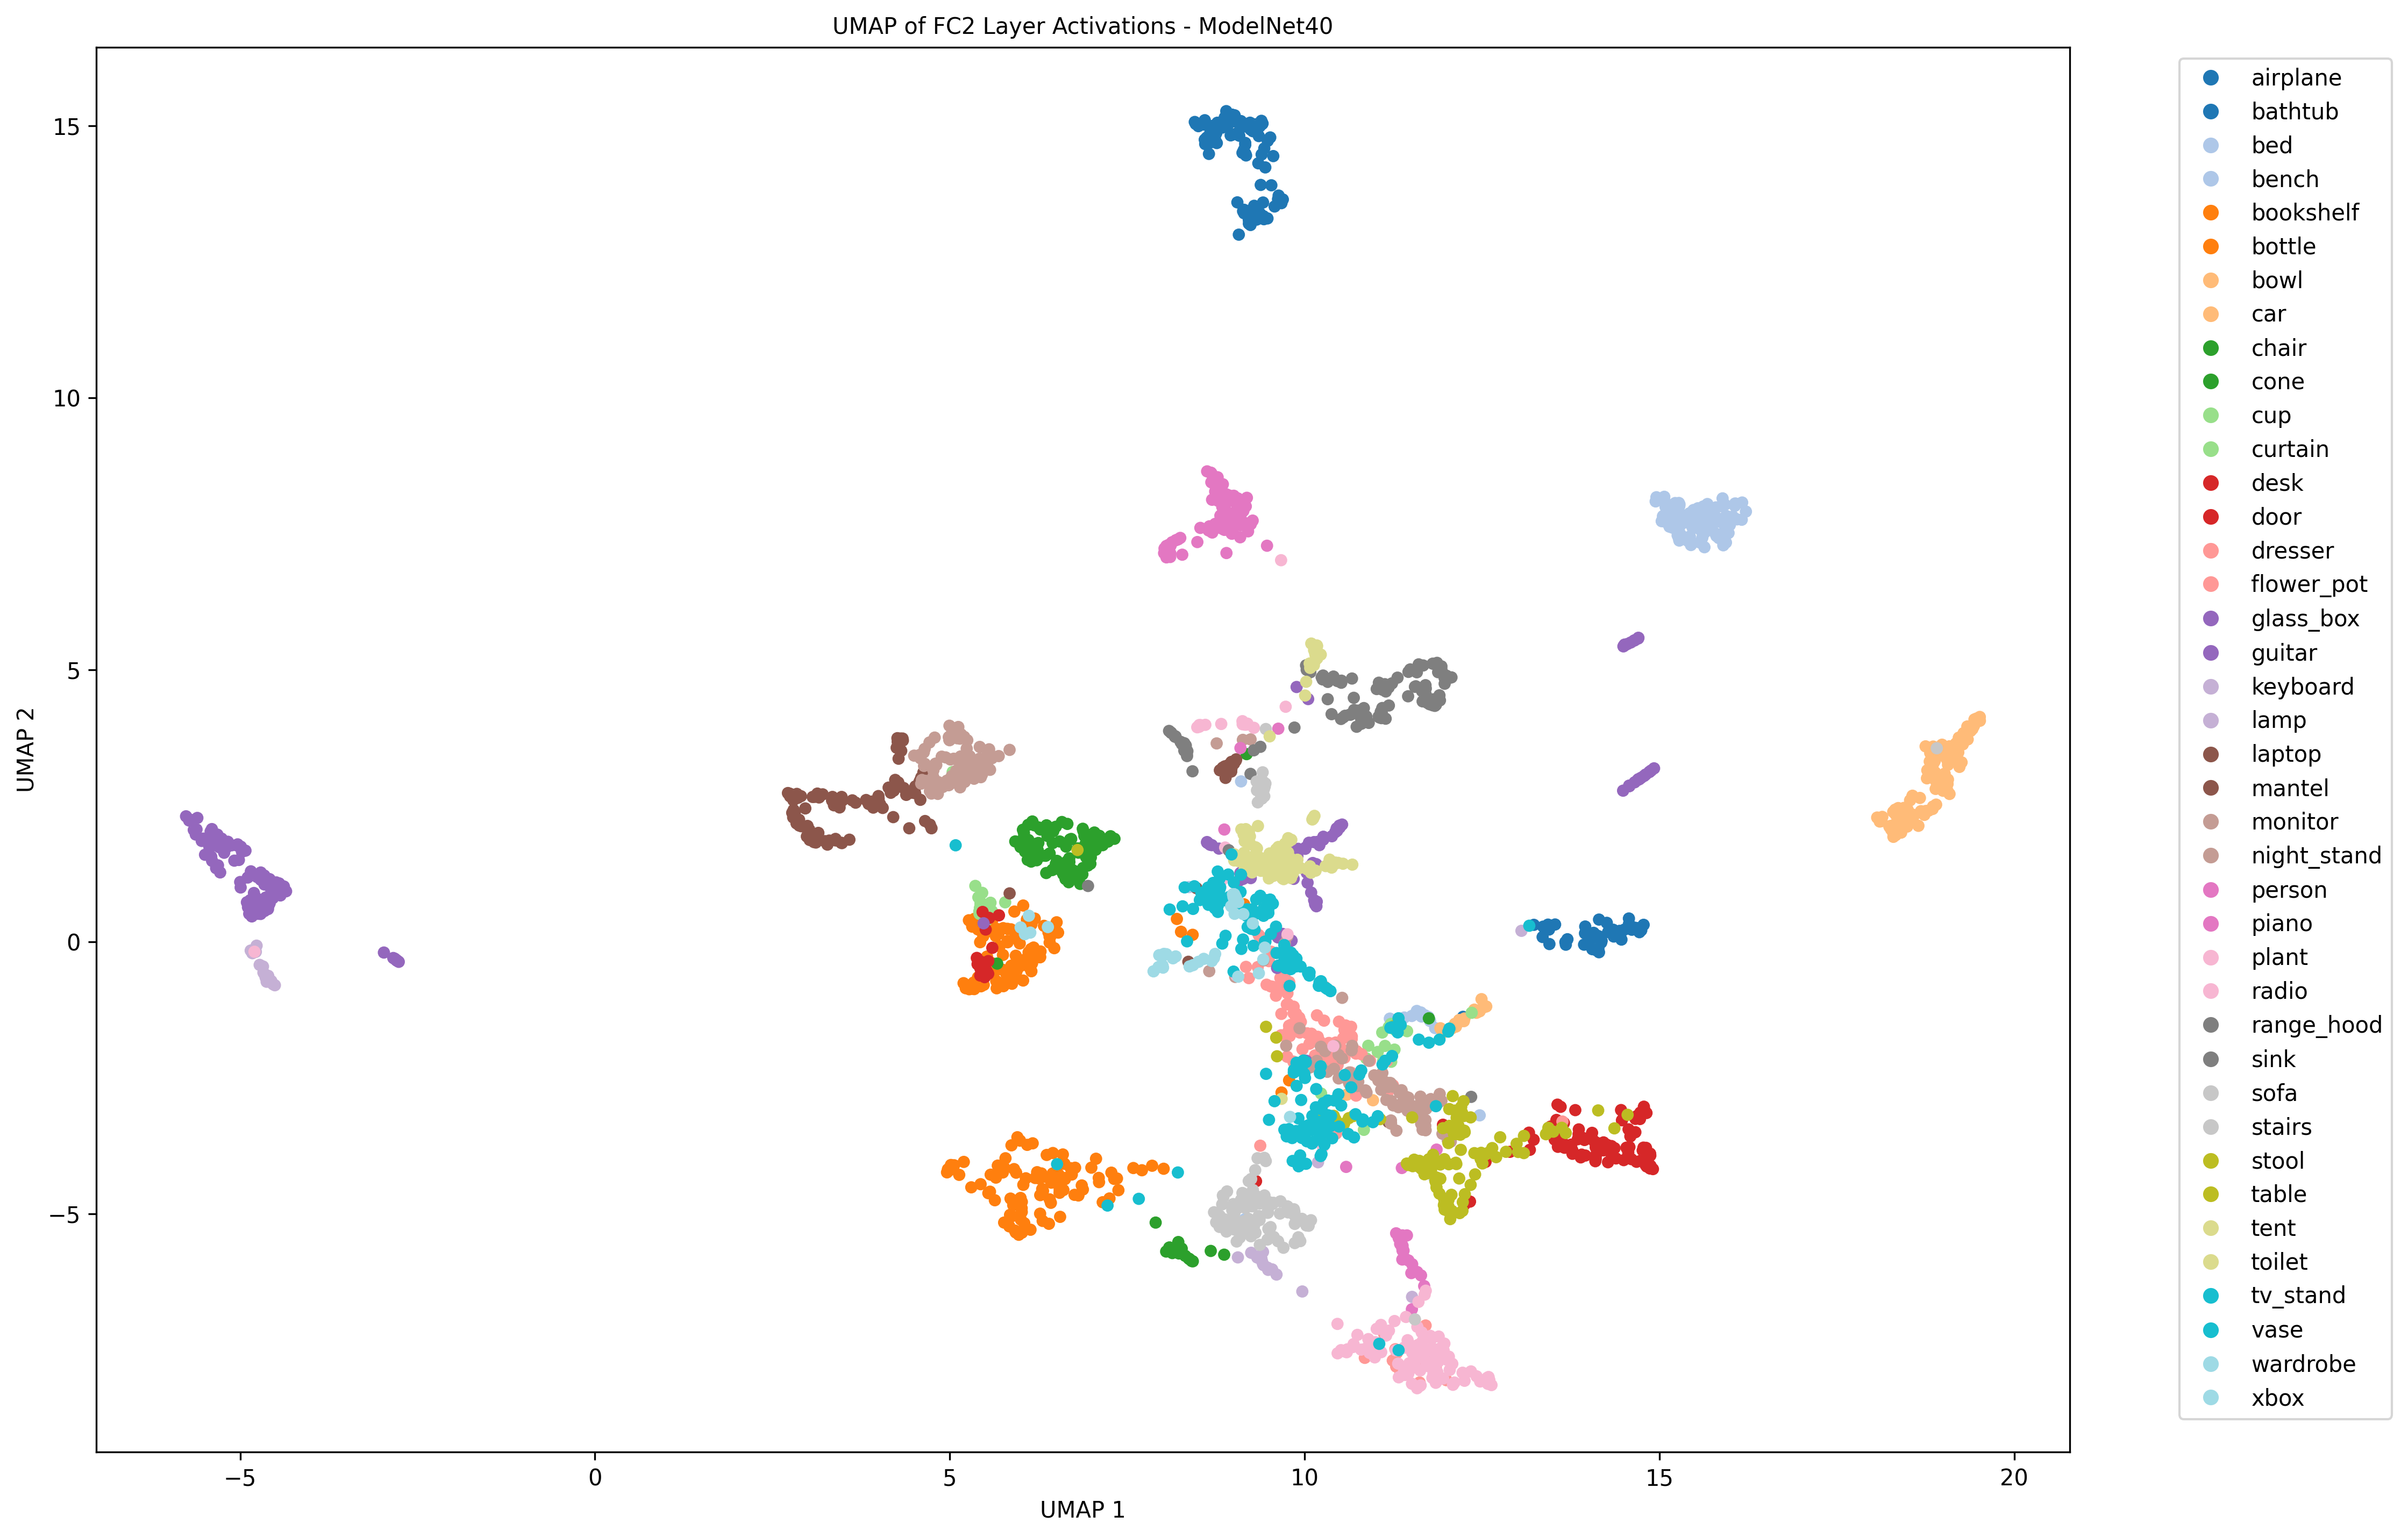 UMAP of FC2 Layer Activations - ModelNet40
UMAP 2
15
10
5
0
−5
−5
0
5
10
15
20
UMAP 1
airplane
bathtub
bed
bench
bookshelf
bottle
bowl
car
chair
cone
cup
curtain
desk
door
dresser
flower_pot
glass_box
guitar
keyboard
lamp
laptop
mantel
monitor
night_stand
person
piano
plant
radio
range_hood
sink
sofa
stairs
stool
table
tent
toilet
tv_stand
vase
wardrobe
xbox